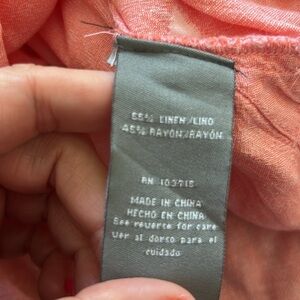 55% LINEN/LINO
45% RAYON/RAYÓN
RN 103715
MADE IN CHINA
HECHO EN CHINA
See reverse for care
Ver al dorso para el
cuidado